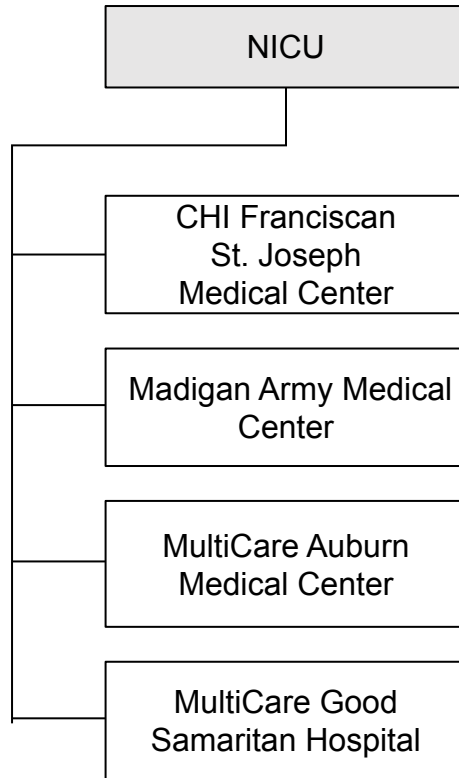 NICU
CHI Franciscan
St. Joseph
Medical Center
Madigan Army Medical
Center
MultiCare Auburn
Medical Center
MultiCare Good
Samaritan Hospital